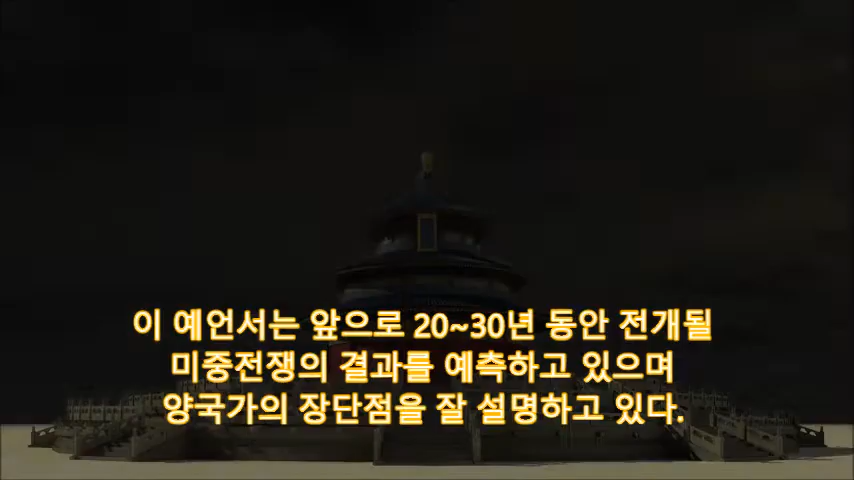 이 예언서는 앞으로 20~30년 동안 전개될
미중전쟁의 결과를 예측하고 있으며
양국가의 장단점을 잘 설명하고 있다.